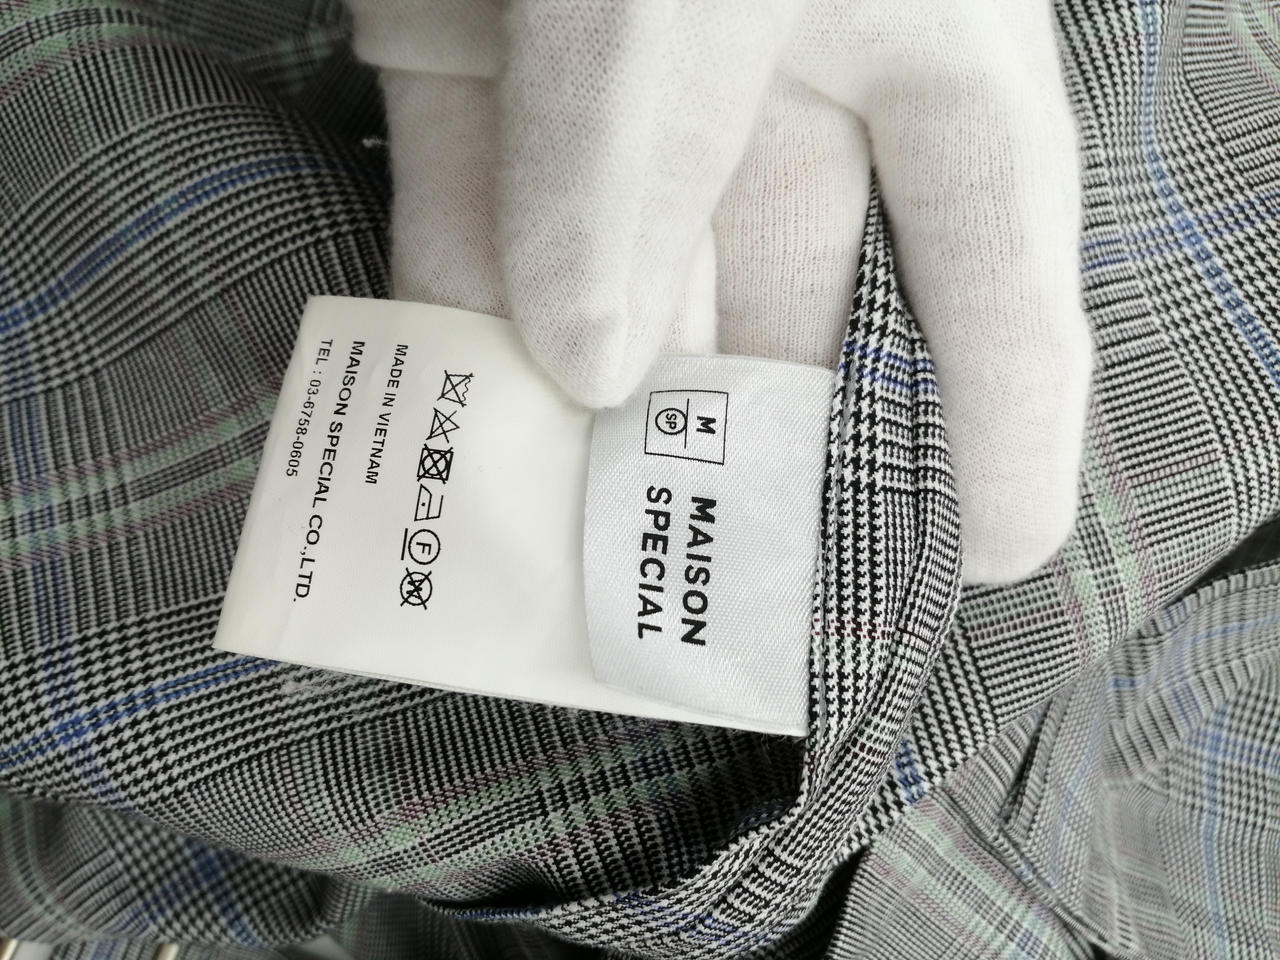 M
SP
MAISON
SPECIAL
F
MADE IN VIETNAM
MAISON SPECIAL CO.,LTD.
TEL : 03-6758-0605